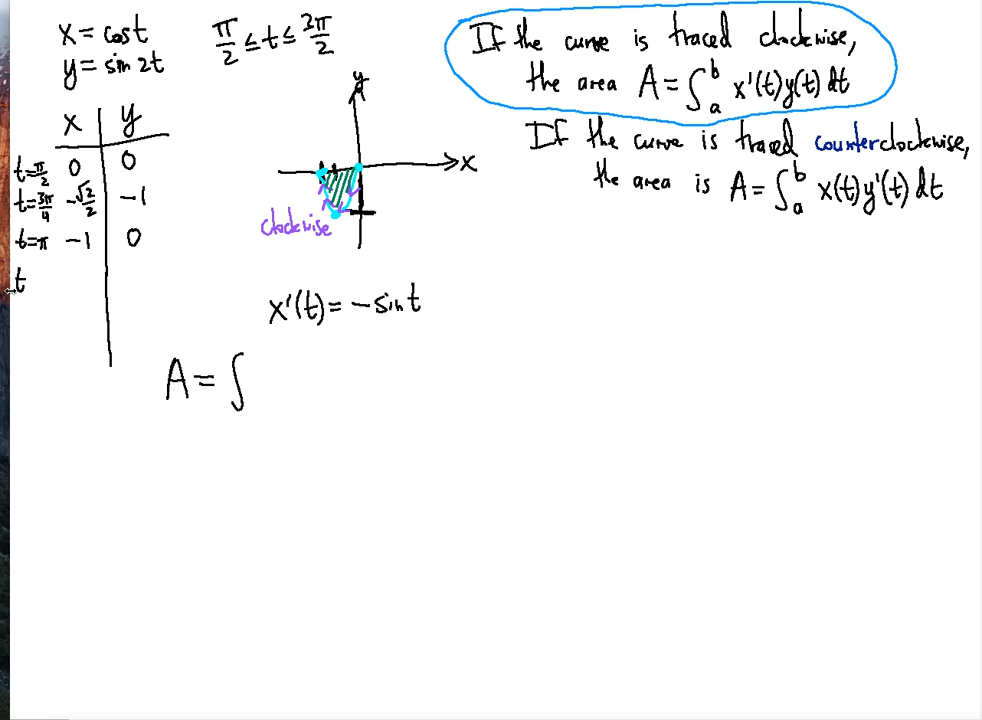 x = cost
y = sin 2t
π/2 ≤ t ≤ 3π/2
x | y
t=π/2 0 | 0
t=3π/4 -√2/2 | -1
t=π -1 | 0
t
y
x
clockwise
x'(t) = -sin t
A = ∫
If the curve is traced clockwise,
the area A = ∫_a^b x'(t)y(t) dt
If the curve is traced counterclockwise,
the area is A = ∫_a^b x(t)y'(t) dt